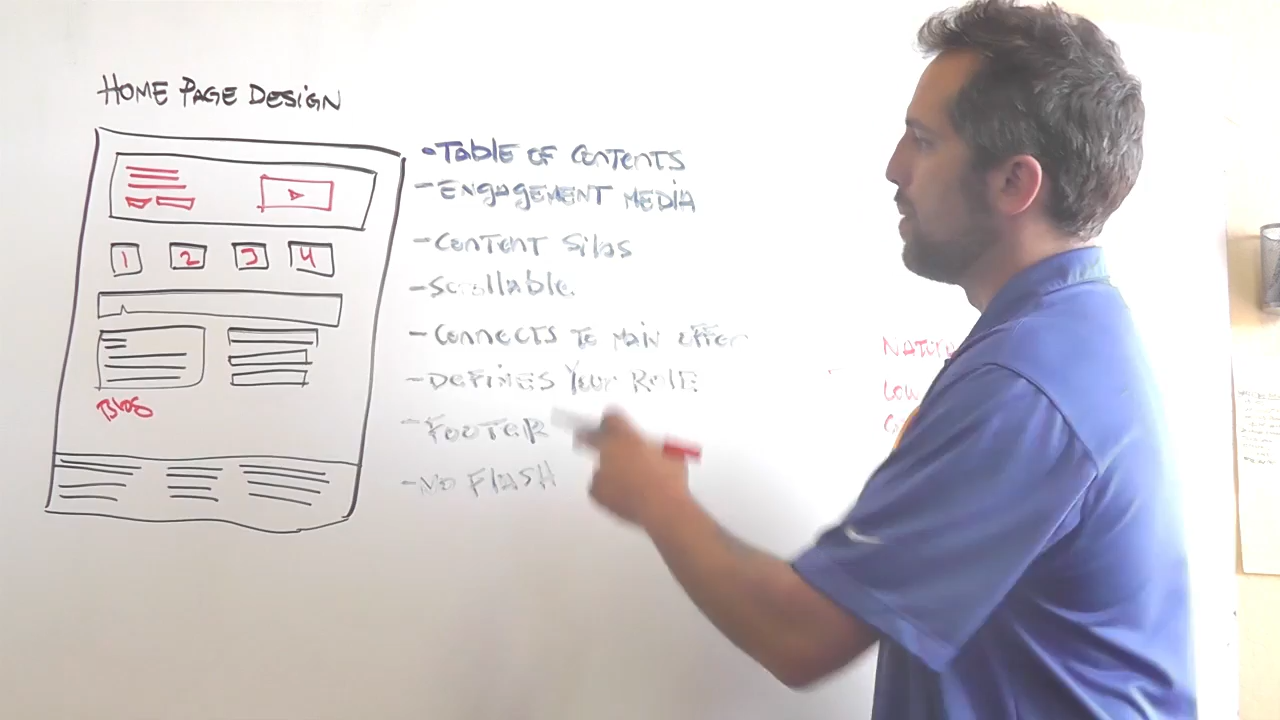 HOME PAGE DESIGN
1 2 3 4
BLOG
• TABLE OF CONTENTS
- ENGAGEMENT MEDIA
- CONTENT Silos
- Scrollable
- CONNECTS TO MAIN OFFER
- DEFINES YOUR ROLE
- FOOTER
- NO FLASH
LOW